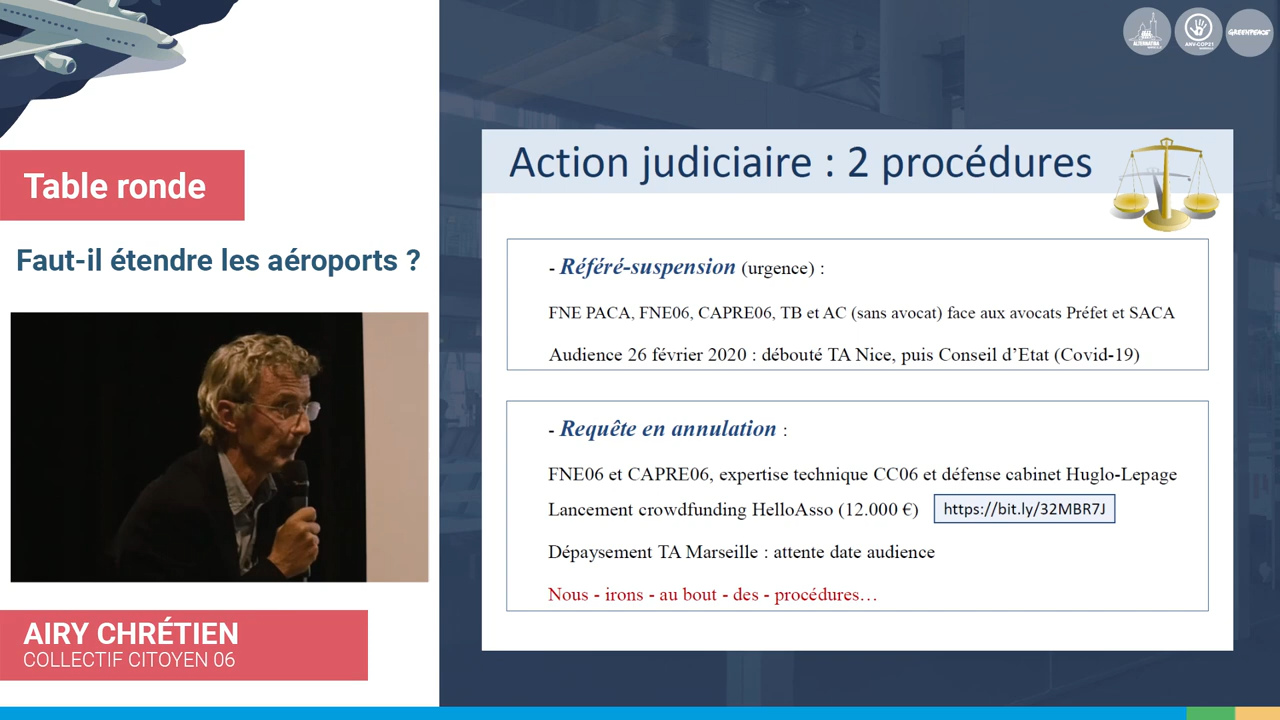 ALTERNATIBA
ANV-COP21
GREENPEACE
Table ronde
Faut-il étendre les aéroports ?
AIRY CHRÉTIEN
COLLECTIF CITOYEN 06
Action judiciaire : 2 procédures
- Référé-suspension (urgence) :
FNE PACA, FNE06, CAPRE06, TB et AC (sans avocat) face aux avocats Préfet et SACA
Audience 26 février 2020 : débouté TA Nice, puis Conseil d’Etat (Covid-19)
- Requête en annulation :
FNE06 et CAPRE06, expertise technique CC06 et défense cabinet Huglo-Lepage
Lancement crowdfunding HelloAsso (12.000 €) https://bit.ly/32MBR7J
Dépaysement TA Marseille : attente date audience
Nous - irons - au bout - des - procédures…